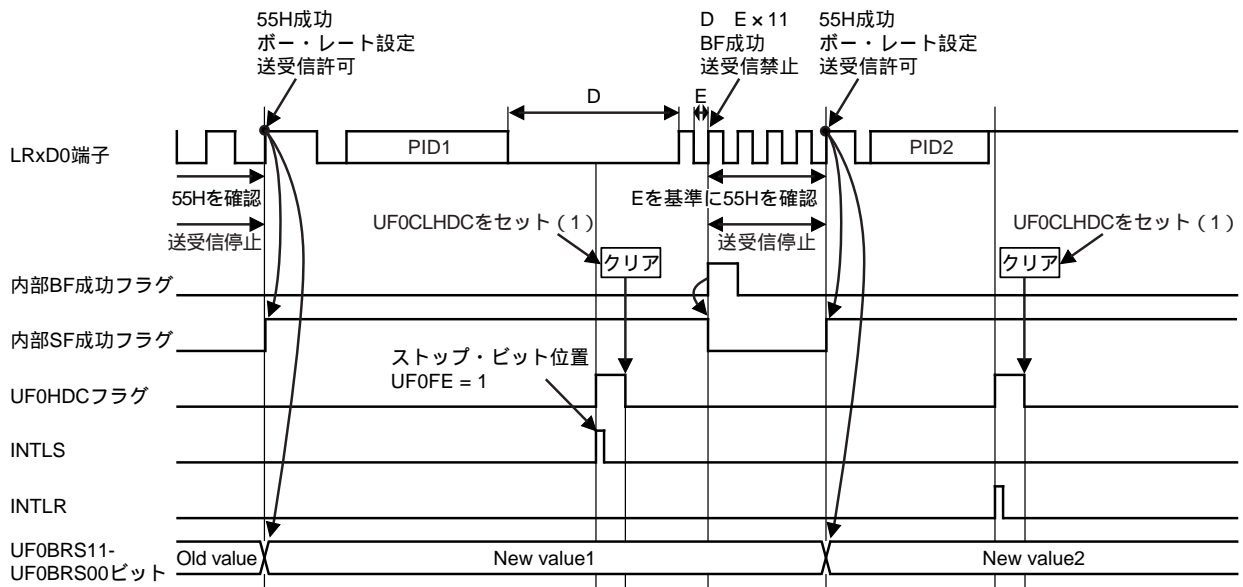 55H成功
ボー・レート設定
送受信許可
D E×11
BF成功
送受信禁止
55H成功
ボー・レート設定
送受信許可
D
E
LRxD0端子
PID1
PID2
55Hを確認
Eを基準に55Hを確認
送受信停止
UF0CLHDCをセット(1)
送受信停止
UF0CLHDCをセット(1)
クリア
クリア
内部BF成功フラグ
内部SF成功フラグ
ストップ・ビット位置
UF0FE = 1
UF0HDCフラグ
INTLS
INTLR
UF0BRS11-
UF0BRS00ビット
Old value
New value1
New value2